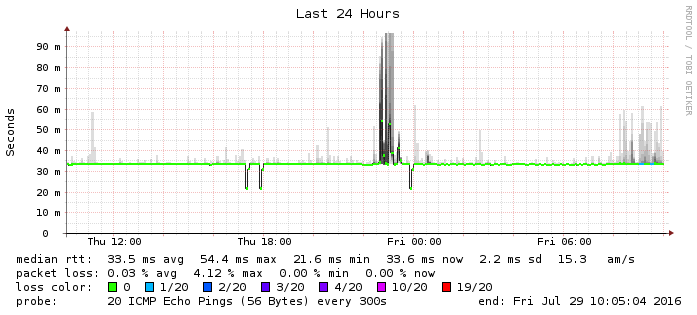 Last 24 Hours
RRDTOOL / TOBI OETIKER
Seconds
90 m
80 m
70 m
60 m
50 m
40 m
30 m
20 m
10 m
0
Thu 12:00 Thu 18:00 Fri 00:00 Fri 06:00
median rtt: 33.5 ms avg 54.4 ms max 21.6 ms min 33.6 ms now 2.2 ms sd 15.3 am/s
packet loss: 0.03 % avg 4.12 % max 0.00 % min 0.00 % now
loss color: 0 1/20 2/20 3/20 4/20 10/20 19/20
probe: 20 ICMP Echo Pings (56 Bytes) every 300s end: Fri Jul 29 10:05:04 2016